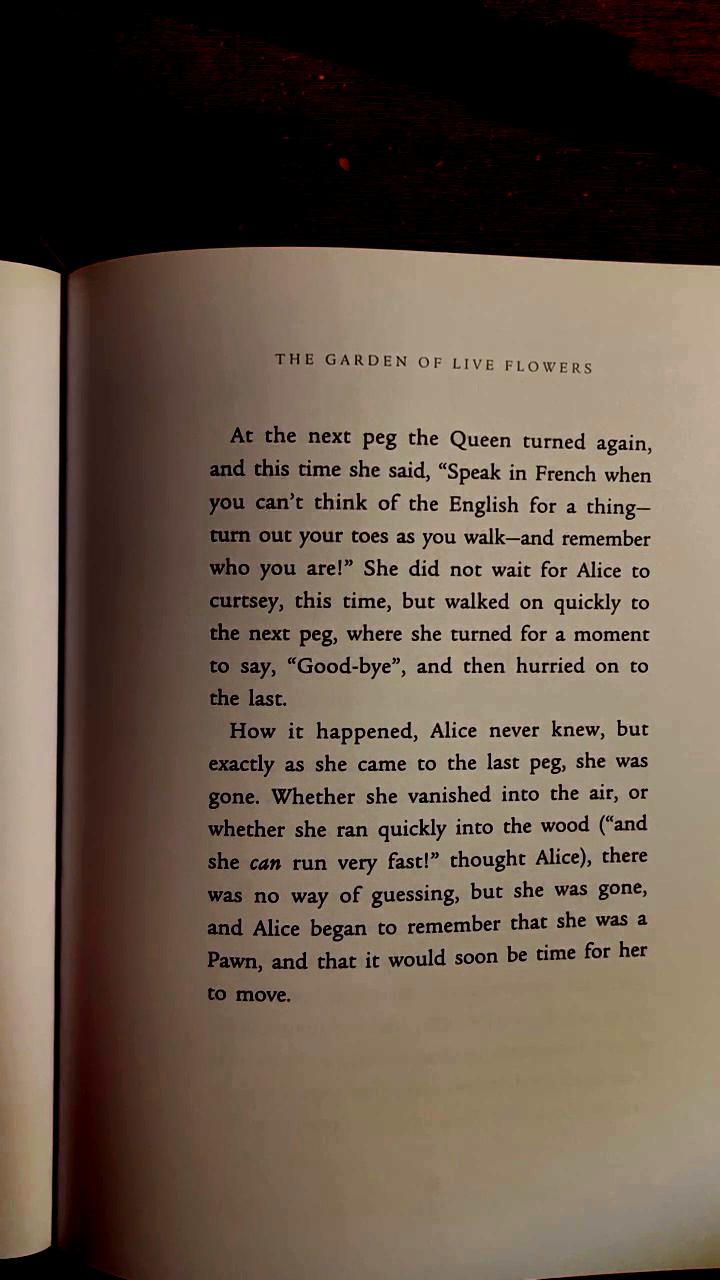 THE GARDEN OF LIVE FLOWERS
At the next peg the Queen turned again,
and this time she said, “Speak in French when
you can’t think of the English for a thing—
turn out your toes as you walk—and remember
who you are!” She did not wait for Alice to
curtsey, this time, but walked on quickly to
the next peg, where she turned for a moment
to say, “Good-bye”, and then hurried on to
the last.
How it happened, Alice never knew, but
exactly as she came to the last peg, she was
gone. Whether she vanished into the air, or
whether she ran quickly into the wood (“and
she can run very fast!” thought Alice), there
was no way of guessing, but she was gone,
and Alice began to remember that she was a
Pawn, and that it would soon be time for her
to move.